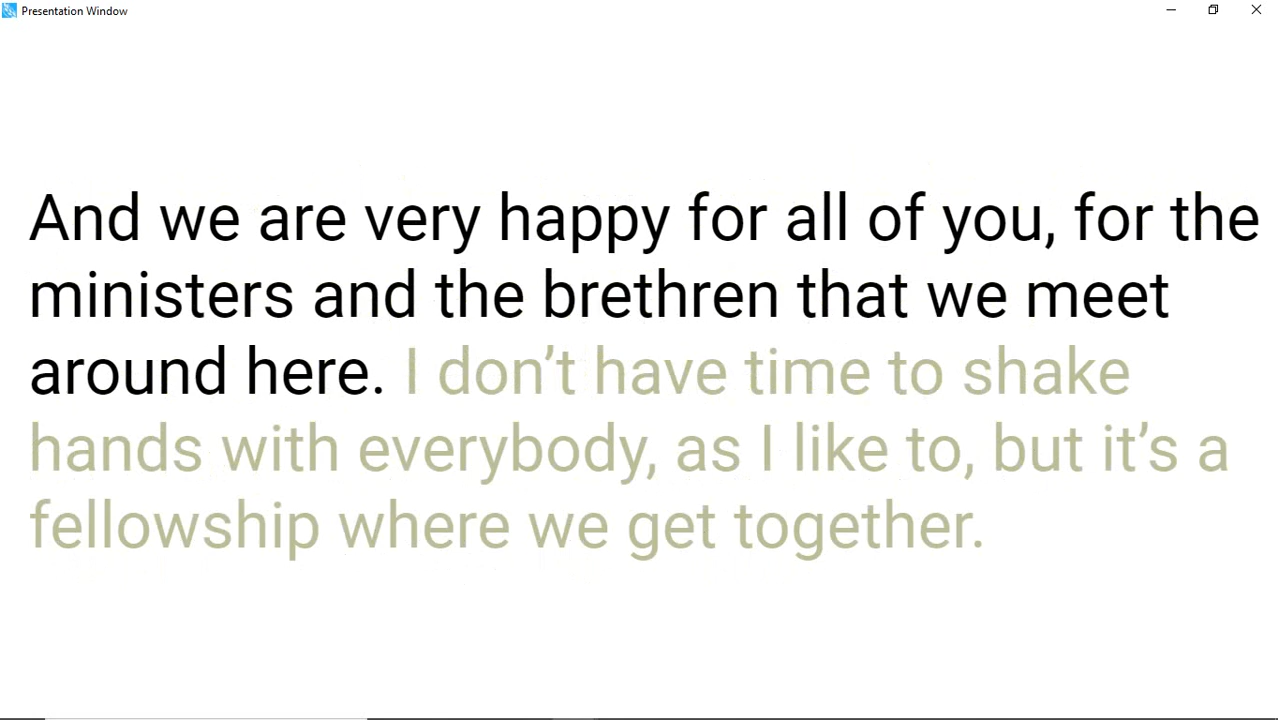 Presentation Window
And we are very happy for all of you, for the
ministers and the brethren that we meet
around here. I don’t have time to shake
hands with everybody, as I like to, but it’s a
fellowship where we get together.